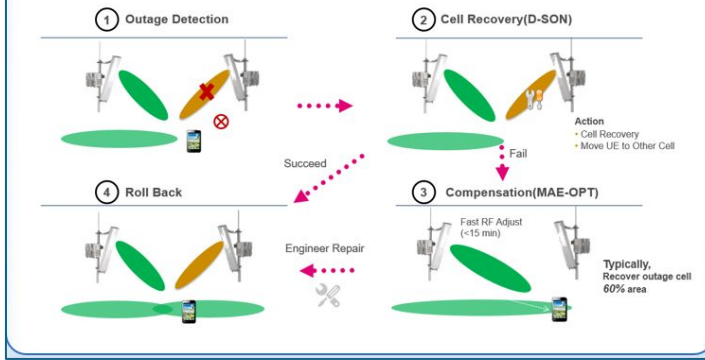 1 Outage Detection
2 Cell Recovery(D-SON)
Action
• Cell Recovery
• Move UE to Other Cell
Succeed
Fail
4 Roll Back
3 Compensation(MAE-OPT)
Fast RF Adjust
(<15 min)
Engineer Repair
Typically,
Recover outage cell
60% area